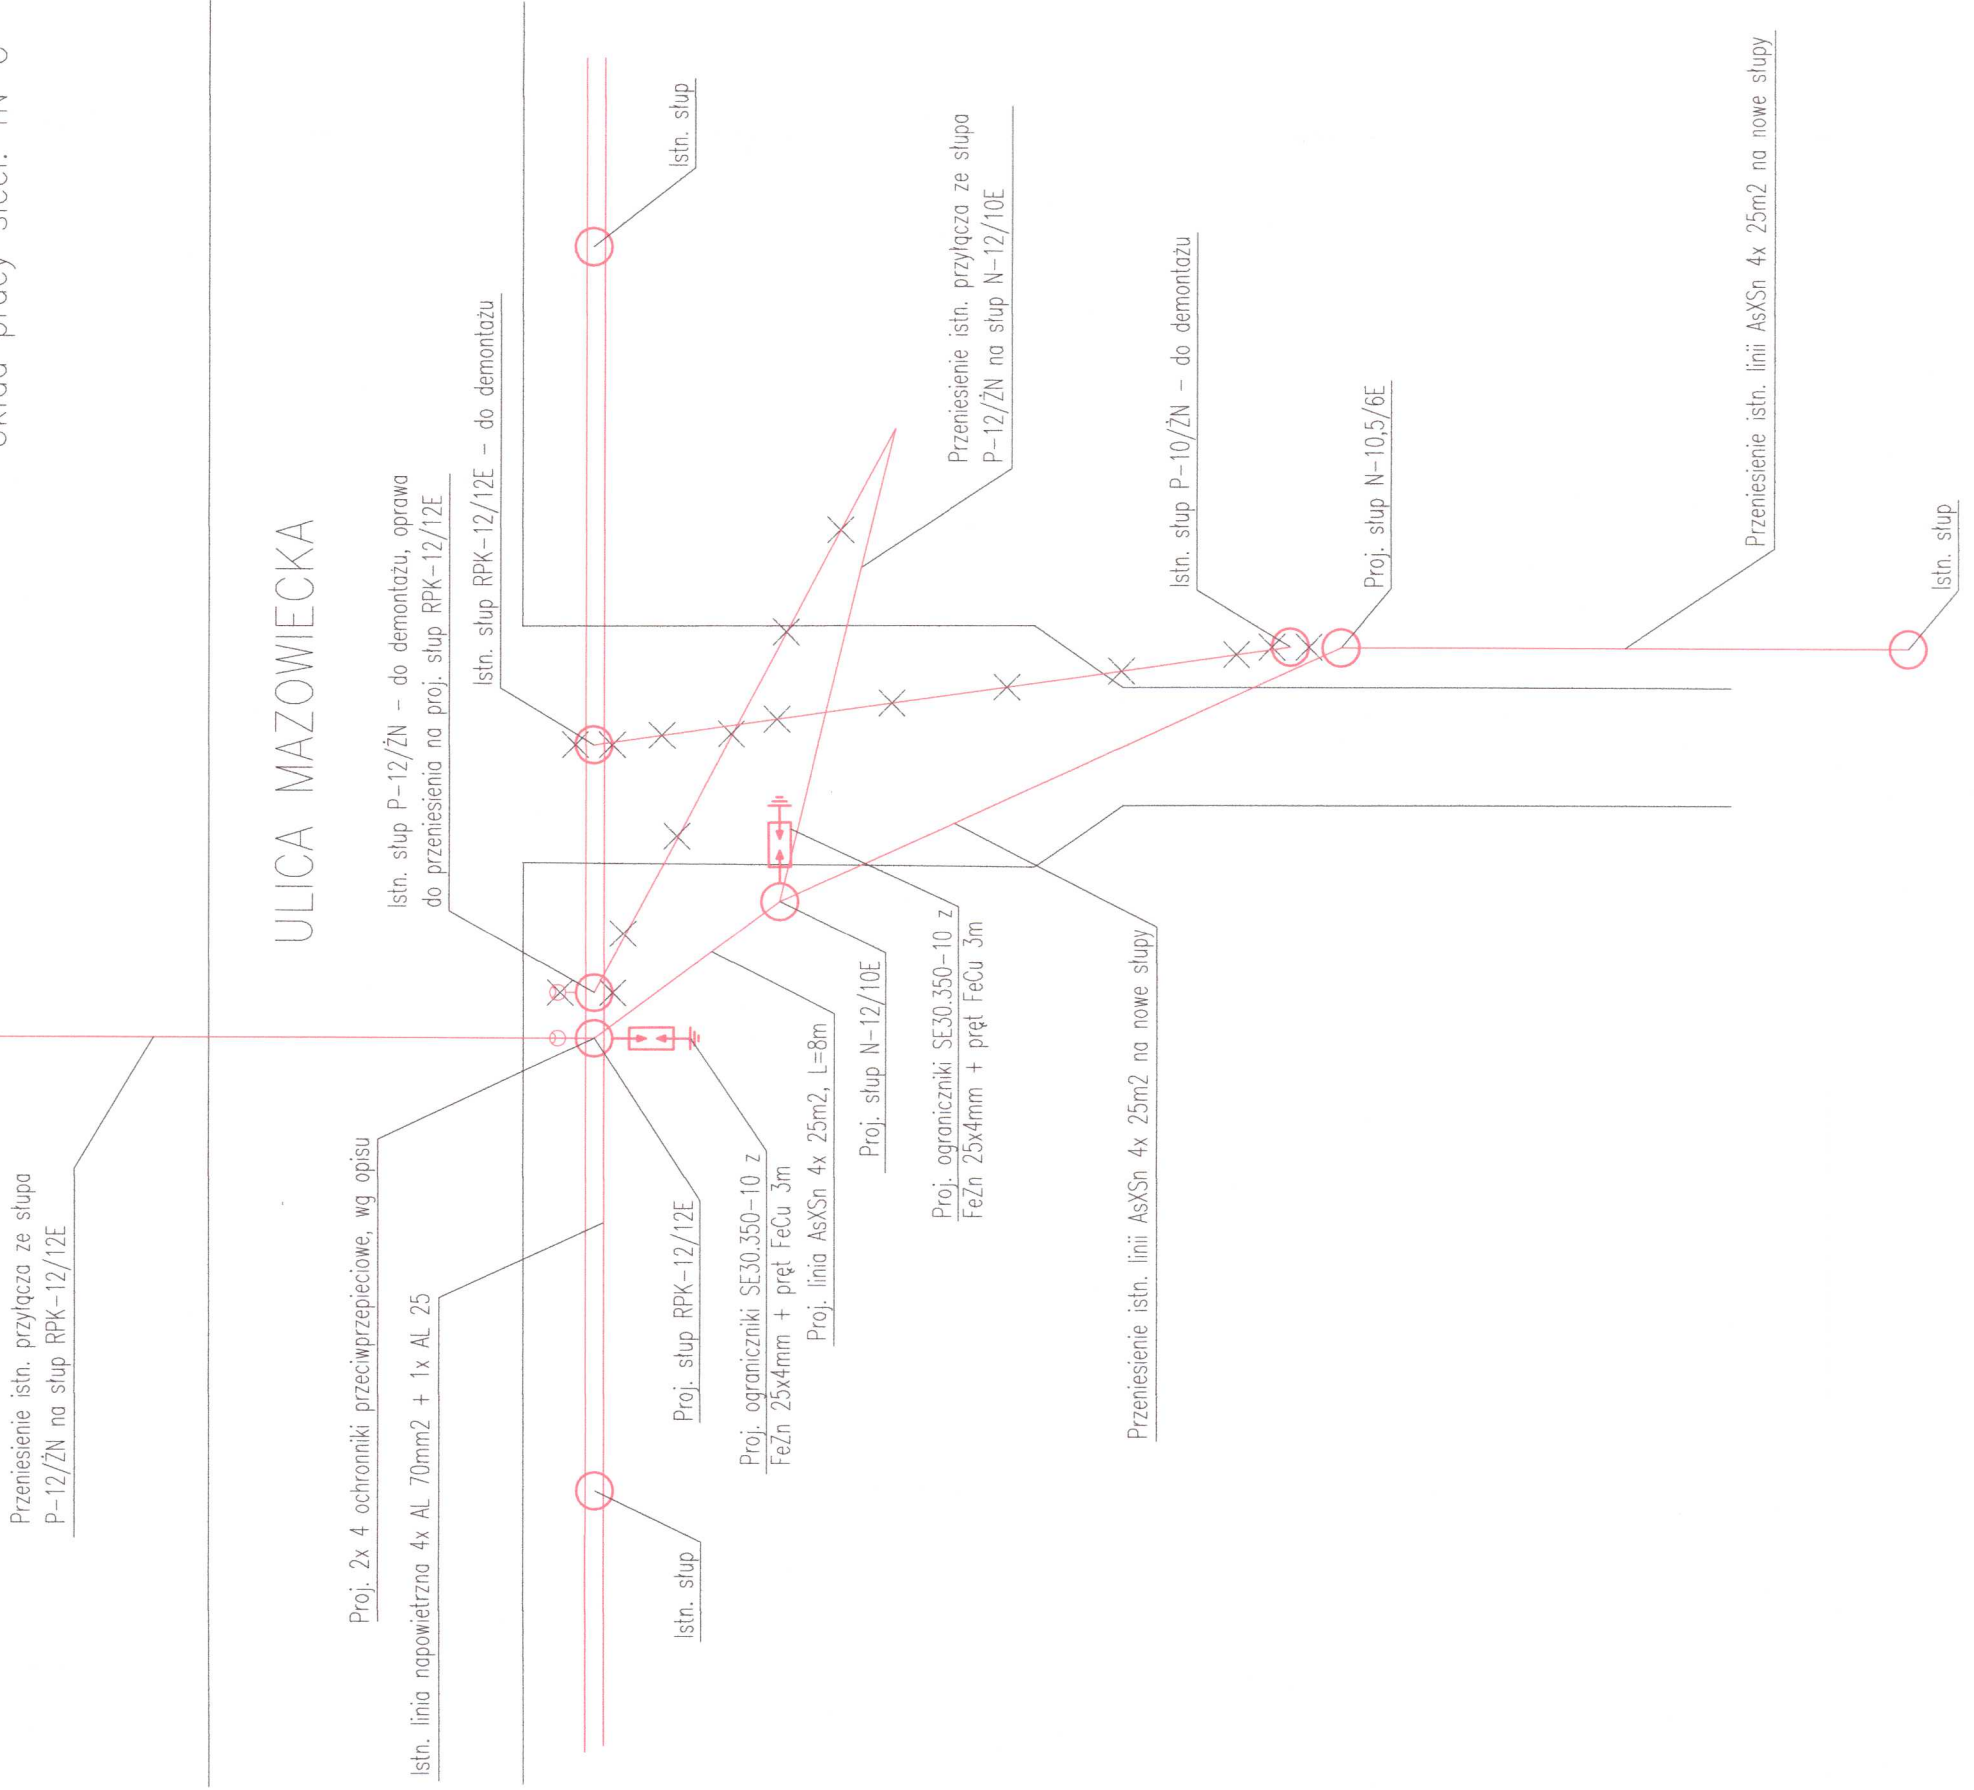 Układ pracy sieci: TN-C
ULICA MAZOWIECKA
Przeniesienie istn. przyłącza ze słupa
P-12/ŻN na słup RPK-12/12E
Proj. 2x 4 ochronniki przeciwprzepieciowe, wg opisu
Istn. linia napowietrzna 4x AL 70mm2 + 1x AL 25
Istn. słup P-12/ŻN - do demontażu, oprawa
do przeniesienia na proj. słup RPK-12/12E
Istn. słup RPK-12/12E - do demontażu
Istn. słup
Istn. słup
Proj. słup RPK-12/12E
Proj. ograniczniki SE30.350-10 z
FeZn 25x4mm + pręt FeCu 3m
Proj. linia AsXSn 4x 25m2, L=8m
Proj. słup N-12/10E
Proj. ograniczniki SE30.350-10 z
FeZn 25x4mm + pręt FeCu 3m
Przeniesienie istn. przyłącza ze słupa
P-12/ŻN na słup N-12/10E
Przeniesienie istn. linii AsXSn 4x 25m2 na nowe słupy
Istn. słup P-10/ŻN - do demontażu
Proj. słup N-10,5/6E
Przeniesienie istn. linii AsXSn 4x 25m2 na nowe słupy
Istn. słup